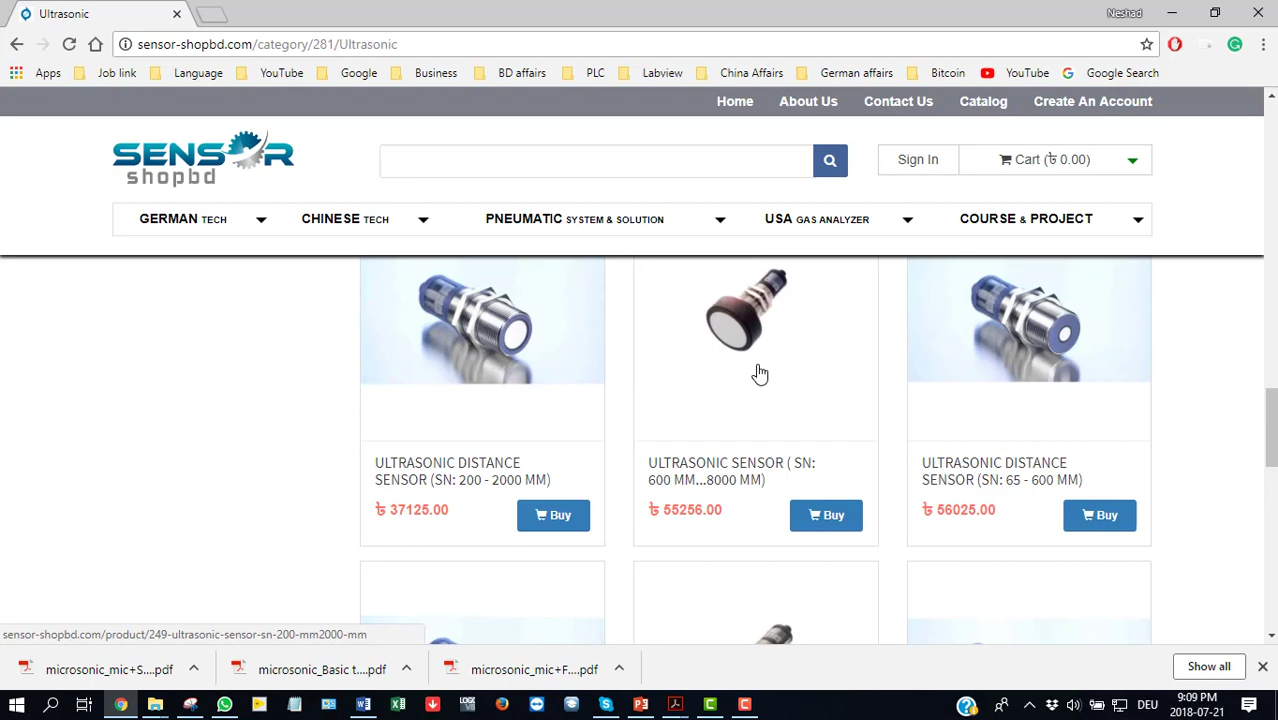 Ultrasonic
Neshad
sensor-shopbd.com/category/281/Ultrasonic
Apps Job link Language YouTube Google Business BD affairs PLC Labview China Affairs German affairs Bitcoin YouTube Google Search
Home About Us Contact Us Catalog Create An Account
SENSOR
shopbd
Sign In Cart (৳ 0.00)
GERMAN TECH CHINESE TECH PNEUMATIC SYSTEM & SOLUTION USA GAS ANALYZER COURSE & PROJECT
ULTRASONIC DISTANCE
SENSOR (SN: 200 - 2000 MM)
৳ 37125.00 Buy
ULTRASONIC SENSOR ( SN:
600 MM...8000 MM)
৳ 55256.00 Buy
ULTRASONIC DISTANCE
SENSOR (SN: 65 - 600 MM)
৳ 56025.00 Buy
sensor-shopbd.com/product/249-ultrasonic-sensor-sn-200-mm2000-mm
microsonic_mic+S....pdf microsonic_Basic t....pdf microsonic_mic+F....pdf Show all
DEU
9:09 PM
2018-07-21